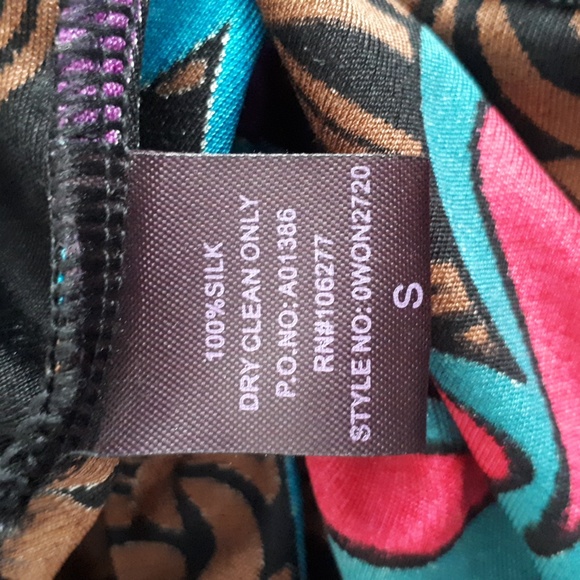 100%SILK
DRY CLEAN ONLY
P.O.NO: A01386
RN#106277
STYLE NO: 0WON2720
S